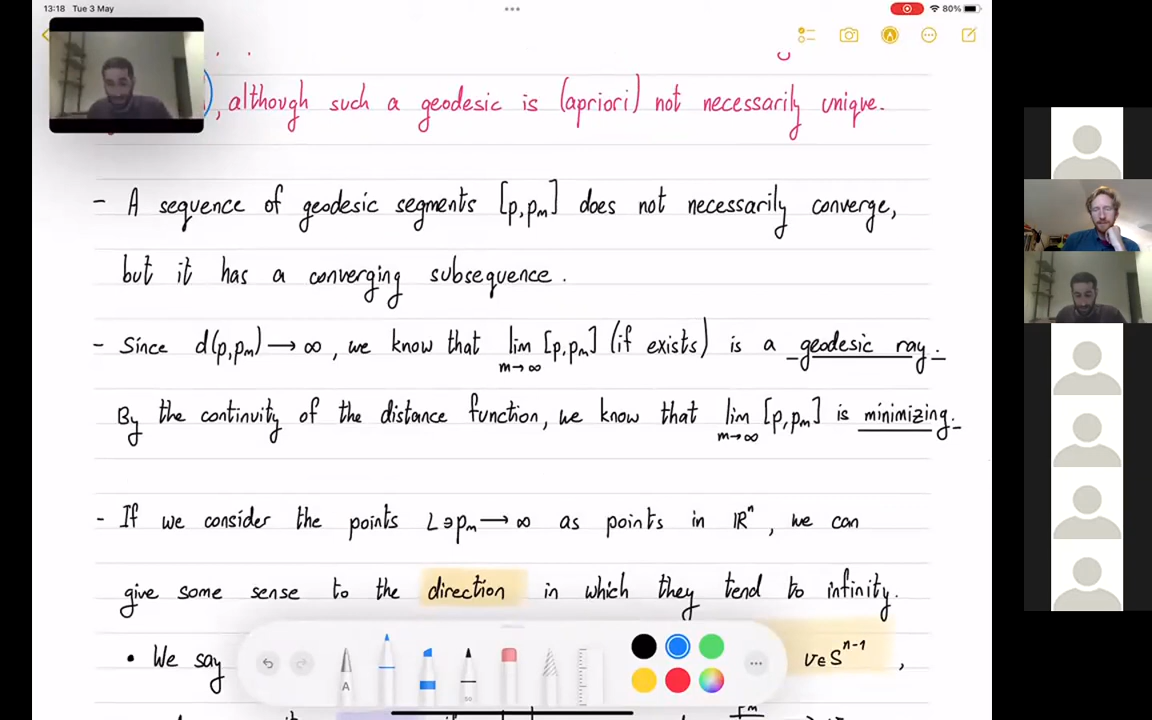 13:18 Tue 3 May
80%
, although such a geodesic is (apriori) not necessarily unique.
- A sequence of geodesic segments [p,pₘ] does not necessarily converge,
but it has a converging subsequence.
- Since d(p,pₘ) → ∞, we know that lim [p,pₘ] (if exists) is a geodesic ray.
m→∞
By the continuity of the distance function, we know that lim [p,pₘ] is minimizing.
m→∞
- If we consider the points L∋pₘ → ∞ as points in ℝⁿ, we can
give some sense to the direction in which they tend to infinity.
• We say v∈Sⁿ⁻¹,
A
50